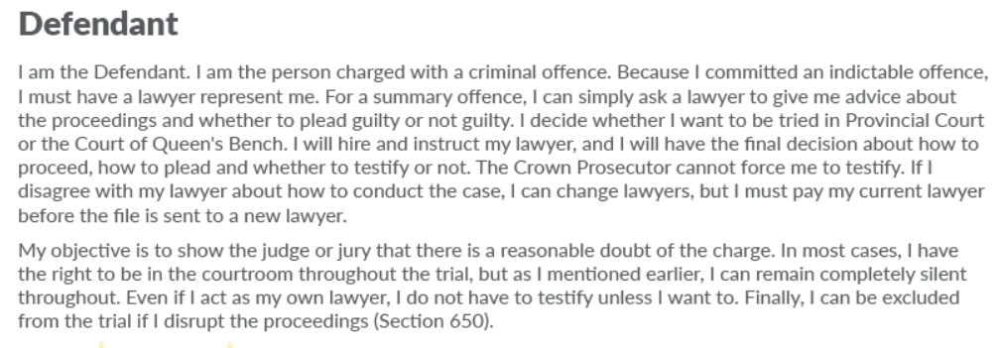 Defendant
I am the Defendant. I am the person charged with a criminal offence. Because I committed an indictable offence,
I must have a lawyer represent me. For a summary offence, I can simply ask a lawyer to give me advice about
the proceedings and whether to plead guilty or not guilty. I decide whether I want to be tried in Provincial Court
or the Court of Queen's Bench. I will hire and instruct my lawyer, and I will have the final decision about how to
proceed, how to plead and whether to testify or not. The Crown Prosecutor cannot force me to testify. If I
disagree with my lawyer about how to conduct the case, I can change lawyers, but I must pay my current lawyer
before the file is sent to a new lawyer.
My objective is to show the judge or jury that there is a reasonable doubt of the charge. In most cases, I have
the right to be in the courtroom throughout the trial, but as I mentioned earlier, I can remain completely silent
throughout. Even if I act as my own lawyer, I do not have to testify unless I want to. Finally, I can be excluded
from the trial if I disrupt the proceedings (Section 650).